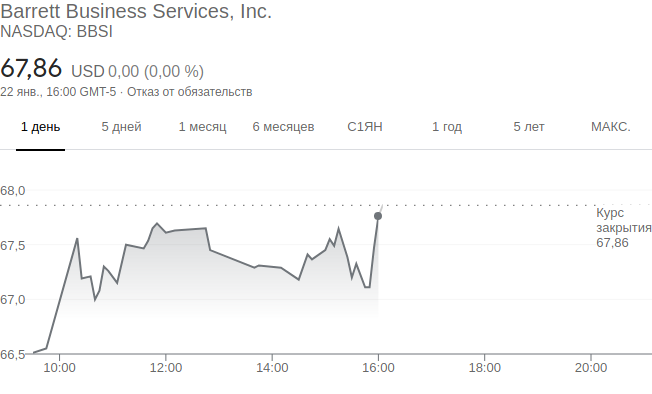 Barrett Business Services, Inc.
NASDAQ: BBSI
67,86 USD 0,00 (0,00 %)
22 янв., 16:00 GMT-5 · Отказ от обязательств
1 день 5 дней 1 месяц 6 месяцев С1ЯН 1 год 5 лет МАКС.
68,0
Курс
закрытия
67,86
67,5
67,0
66,5
10:00 12:00 14:00 16:00 18:00 20:00